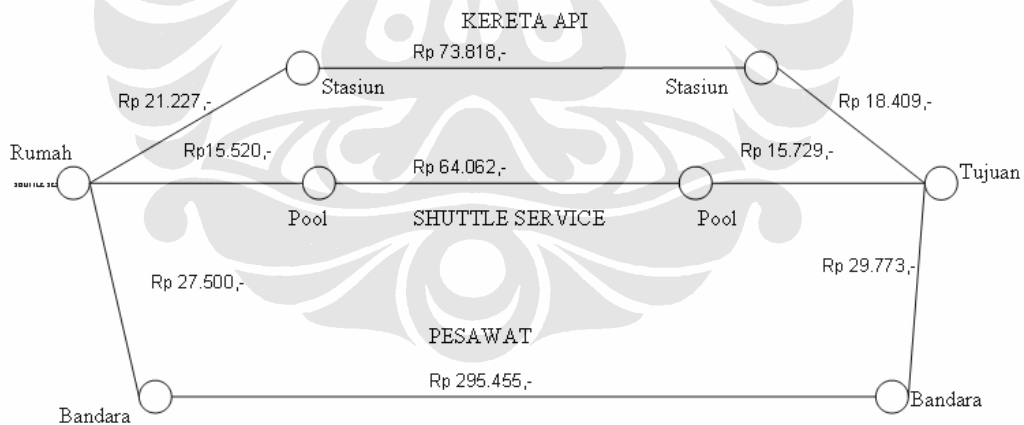 KERETA API
Rp 73.818,-
Stasiun
Stasiun
Rp 21.227,-
Rp 18.409,-
Rumah
Rp15.520,-
Rp 64.062,-
Rp 15.729,-
Tujuan
Pool
SHUTTLE SERVICE
Pool
Rp 27.500,-
Rp 29.773,-
PESAWAT
Rp 295.455,-
Bandara
Bandara